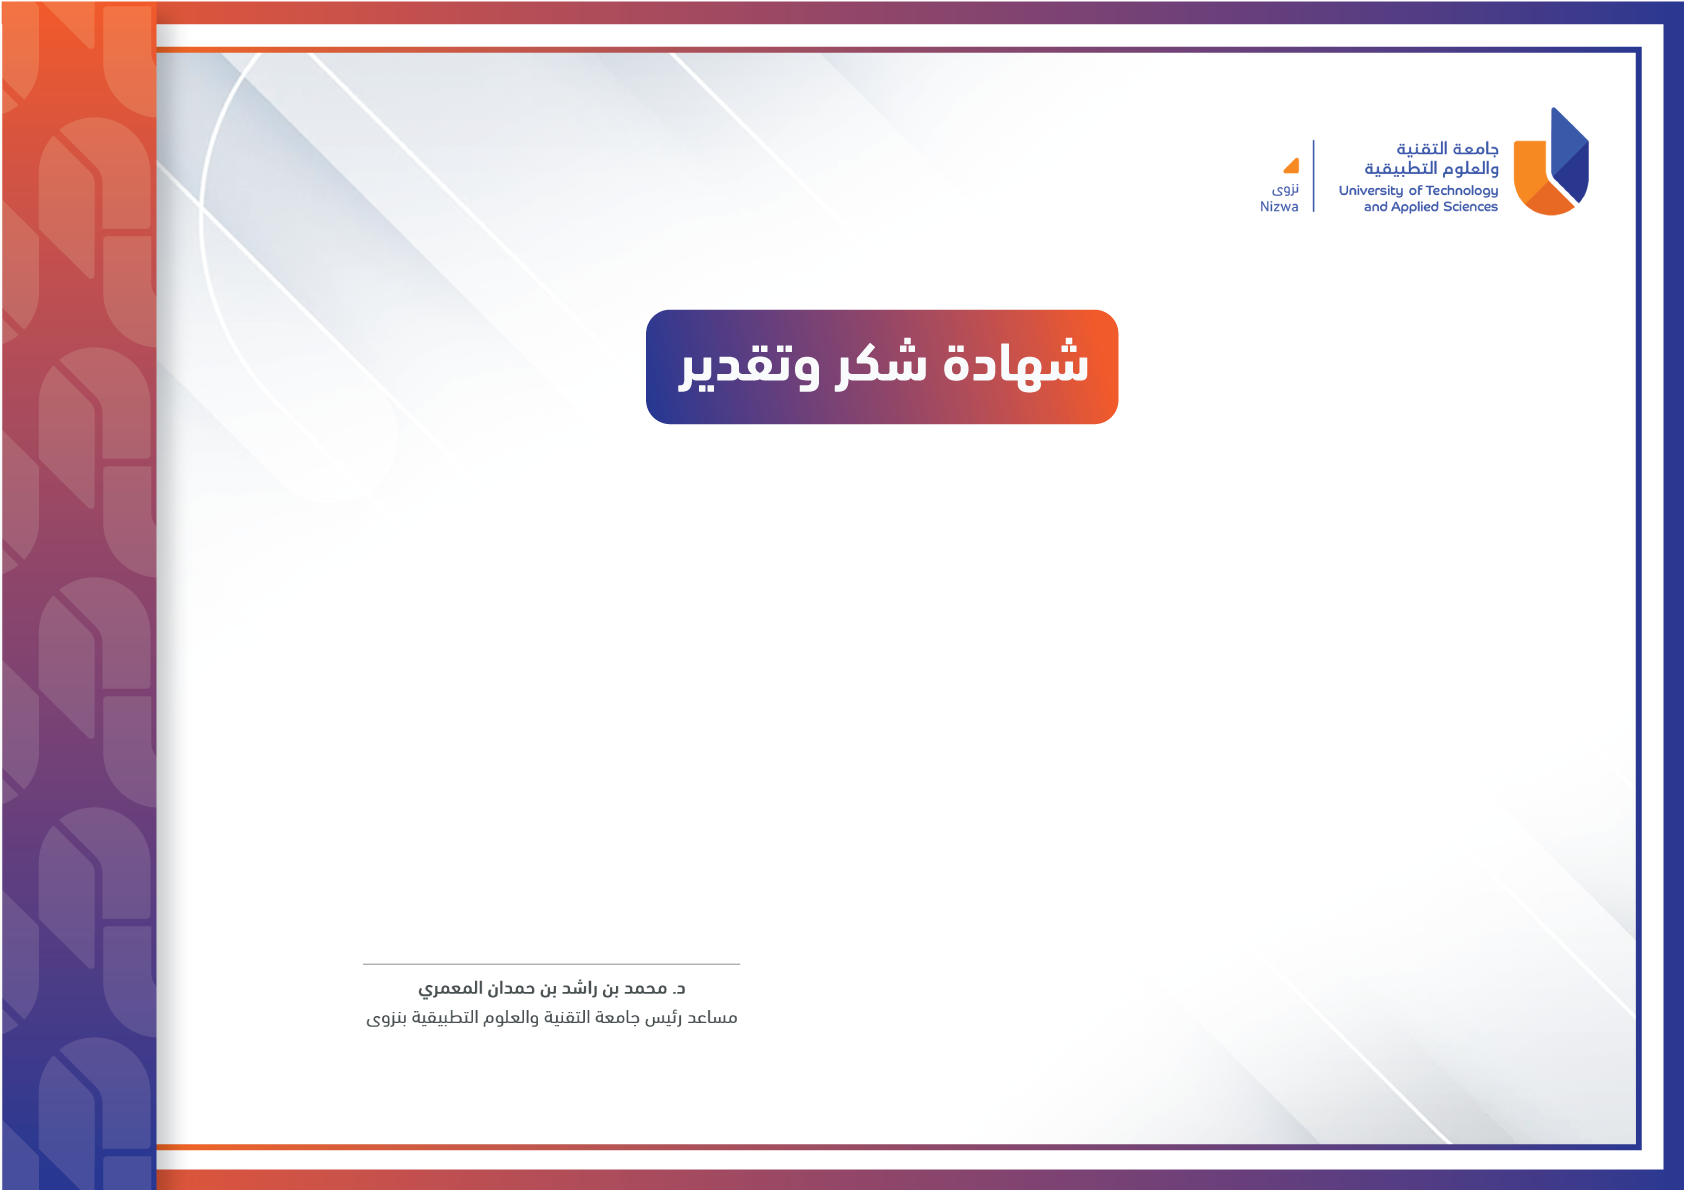 جامعة التقنية
والعلوم التطبيقية
University of Technology
and Applied Sciences
نزوى
Nizwa
شهادة شكر وتقدير
د. محمد بن راشد بن حمدان المعمري
مساعد رئيس جامعة التقنية والعلوم التطبيقية بنزوى